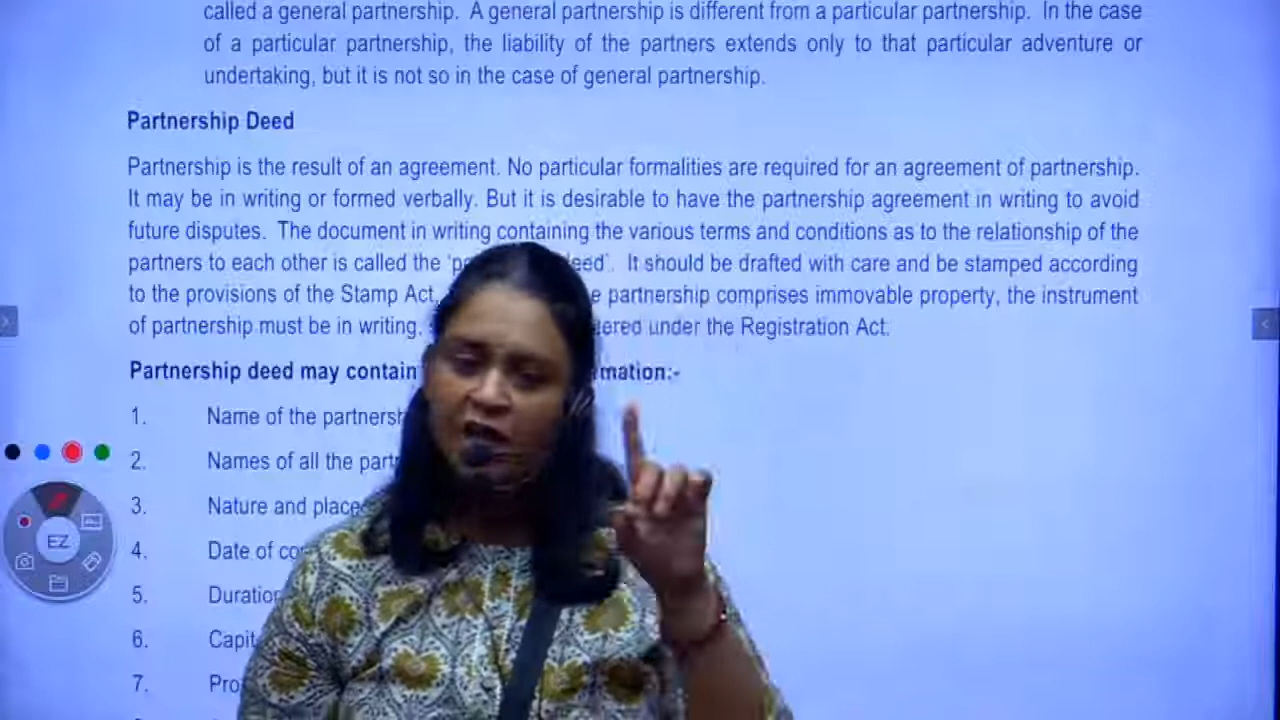 called a general partnership. A general partnership is different from a particular partnership. In the case
of a particular partnership, the liability of the partners extends only to that particular adventure or
undertaking, but it is not so in the case of general partnership.
Partnership Deed
Partnership is the result of an agreement. No particular formalities are required for an agreement of partnership.
It may be in writing or formed verbally. But it is desirable to have the partnership agreement in writing to avoid
future disputes. The document in writing containing the various terms and conditions as to the relationship of the
partners to each other is called the deed'. It should be drafted with care and be stamped according
to the provisions of the Stamp Act, partnership comprises immovable property, the instrument
of partnership must be in writing, under the Registration Act.
Partnership deed may contain
1. Name of the
2. Names of all the
3. Nature and place
4. Date of
5. Duration
6.
7.
EZ